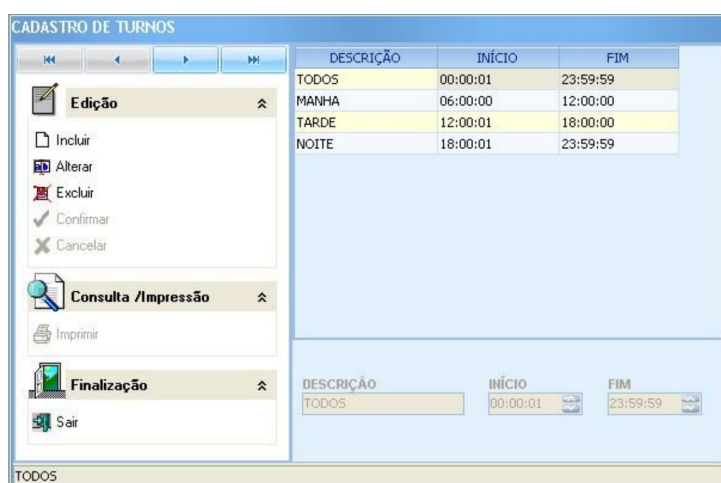 CADASTRO DE TURNOS
DESCRIÇÃO INÍCIO FIM
TODOS 00:00:01 23:59:59
MANHA 06:00:00 12:00:00
TARDE 12:00:01 18:00:00
NOITE 18:00:01 23:59:59
Edição
Incluir
Alterar
Excluir
Confirmar
Cancelar
Consulta /Impressão
Imprimir
Finalização
Sair
DESCRIÇÃO INÍCIO FIM
TODOS 00:00:01 23:59:59
TODOS